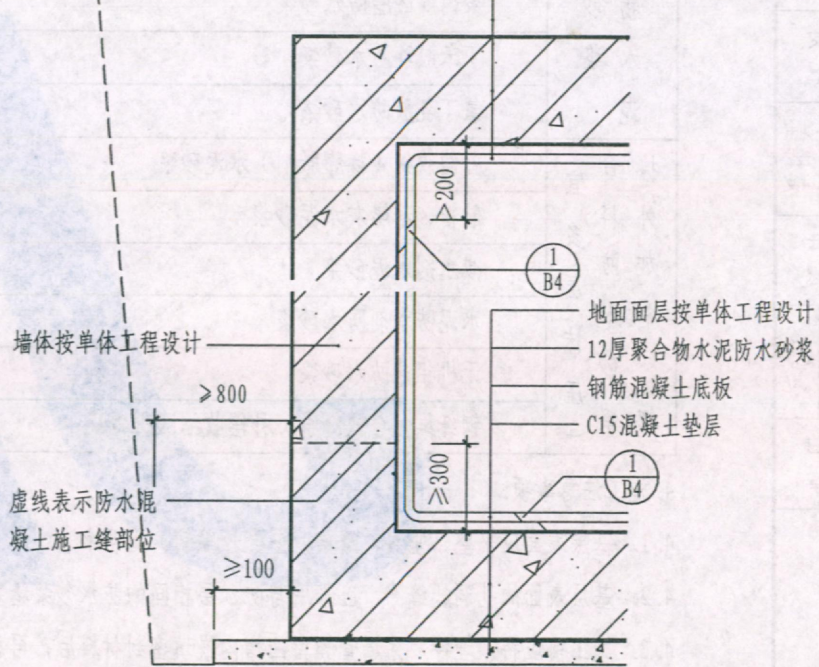 >200
1
B4
地面面层按单体工程设计
12厚聚合物水泥防水砂浆
钢筋混凝土底板
C15混凝土垫层
墙体按单体工程设计
≥800
≥300
1
B4
虚线表示防水混
凝土施工缝部位
≥100